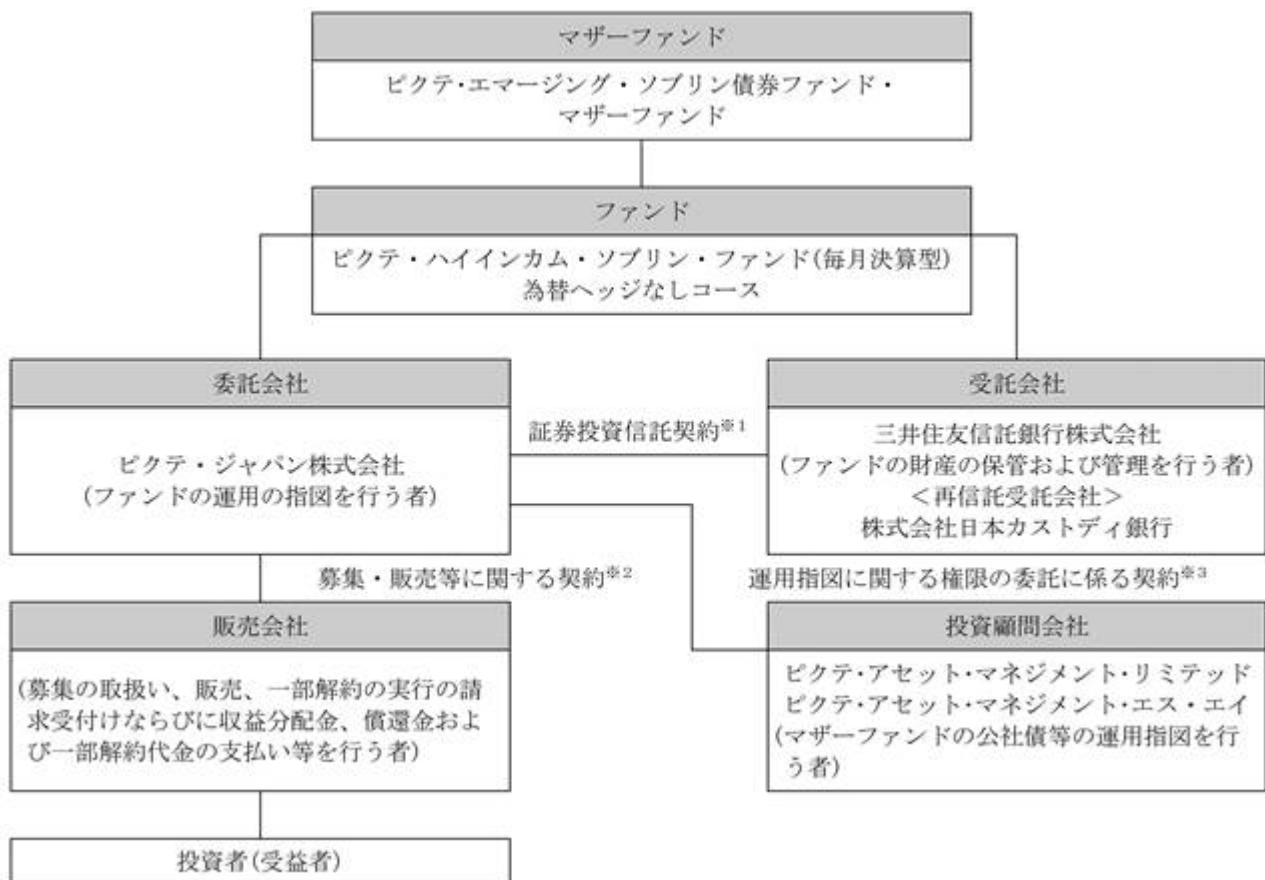 マザーファンド
ピクテ・エマージング・ソブリン債券ファンド・
マザーファンド
ファンド
ピクテ・ハイインカム・ソブリン・ファンド(毎月決算型)
為替ヘッジなしコース
委託会社
ピクテ・ジャパン株式会社
(ファンドの運用の指図を行う者)
証券投資信託契約※1
受託会社
三井住友信託銀行株式会社
(ファンドの財産の保管および管理を行う者)
＜再信託受託会社＞
株式会社日本カストディ銀行
募集・販売等に関する契約※2
運用指図に関する権限の委託に係る契約※3
販売会社
(募集の取扱い、販売、一部解約の実行の請
求受付けならびに収益分配金、償還金およ
び一部解約代金の支払い等を行う者)
投資顧問会社
ピクテ・アセット・マネジメント・リミテッド
ピクテ・アセット・マネジメント・エス・エイ
(マザーファンドの公社債等の運用指図を行
う者)
投資者(受益者)